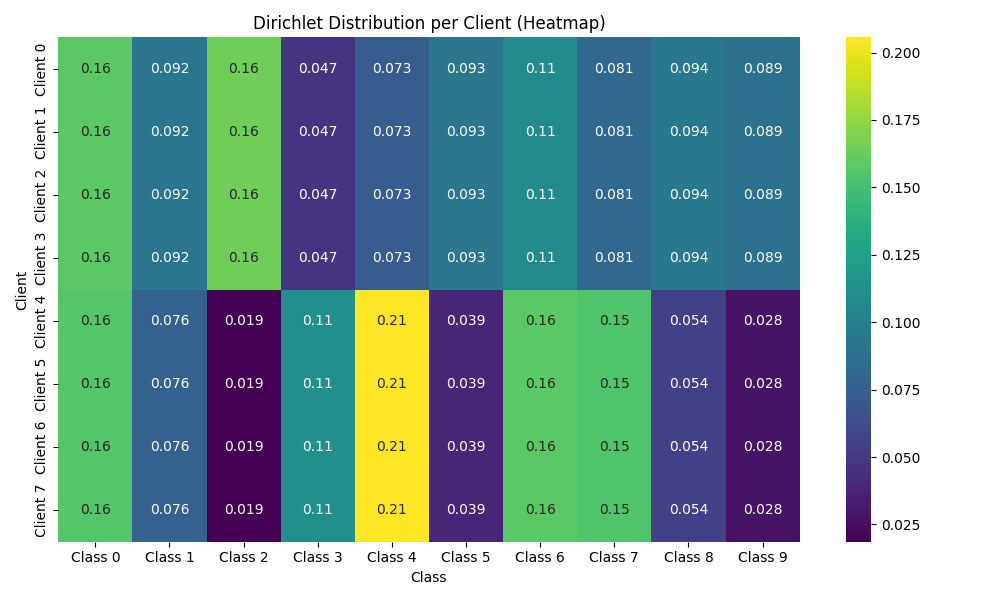 Dirichlet Distribution per Client (Heatmap)
Client
Client 0 0.16 0.092 0.16 0.047 0.073 0.093 0.11 0.081 0.094 0.089
Client 1 0.16 0.092 0.16 0.047 0.073 0.093 0.11 0.081 0.094 0.089
Client 2 0.16 0.092 0.16 0.047 0.073 0.093 0.11 0.081 0.094 0.089
Client 3 0.16 0.092 0.16 0.047 0.073 0.093 0.11 0.081 0.094 0.089
Client 4 0.16 0.076 0.019 0.11 0.21 0.039 0.16 0.15 0.054 0.028
Client 5 0.16 0.076 0.019 0.11 0.21 0.039 0.16 0.15 0.054 0.028
Client 6 0.16 0.076 0.019 0.11 0.21 0.039 0.16 0.15 0.054 0.028
Client 7 0.16 0.076 0.019 0.11 0.21 0.039 0.16 0.15 0.054 0.028
Class 0 Class 1 Class 2 Class 3 Class 4 Class 5 Class 6 Class 7 Class 8 Class 9
Class
0.200
0.175
0.150
0.125
0.100
0.075
0.050
0.025